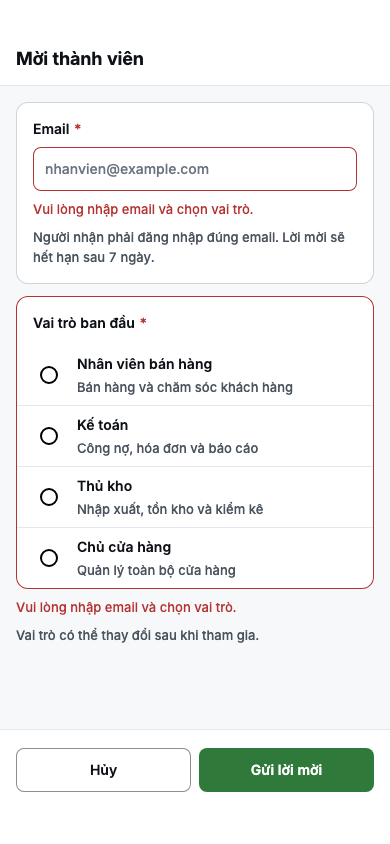 Mời thành viên
Email *
nhanvien@example.com
Vui lòng nhập email và chọn vai trò.
Người nhận phải đăng nhập đúng email. Lời mời sẽ
hết hạn sau 7 ngày.
Vai trò ban đầu *
Nhân viên bán hàng
Bán hàng và chăm sóc khách hàng
Kế toán
Công nợ, hóa đơn và báo cáo
Thủ kho
Nhập xuất, tồn kho và kiểm kê
Chủ cửa hàng
Quản lý toàn bộ cửa hàng
Vui lòng nhập email và chọn vai trò.
Vai trò có thể thay đổi sau khi tham gia.
Hủy
Gửi lời mời